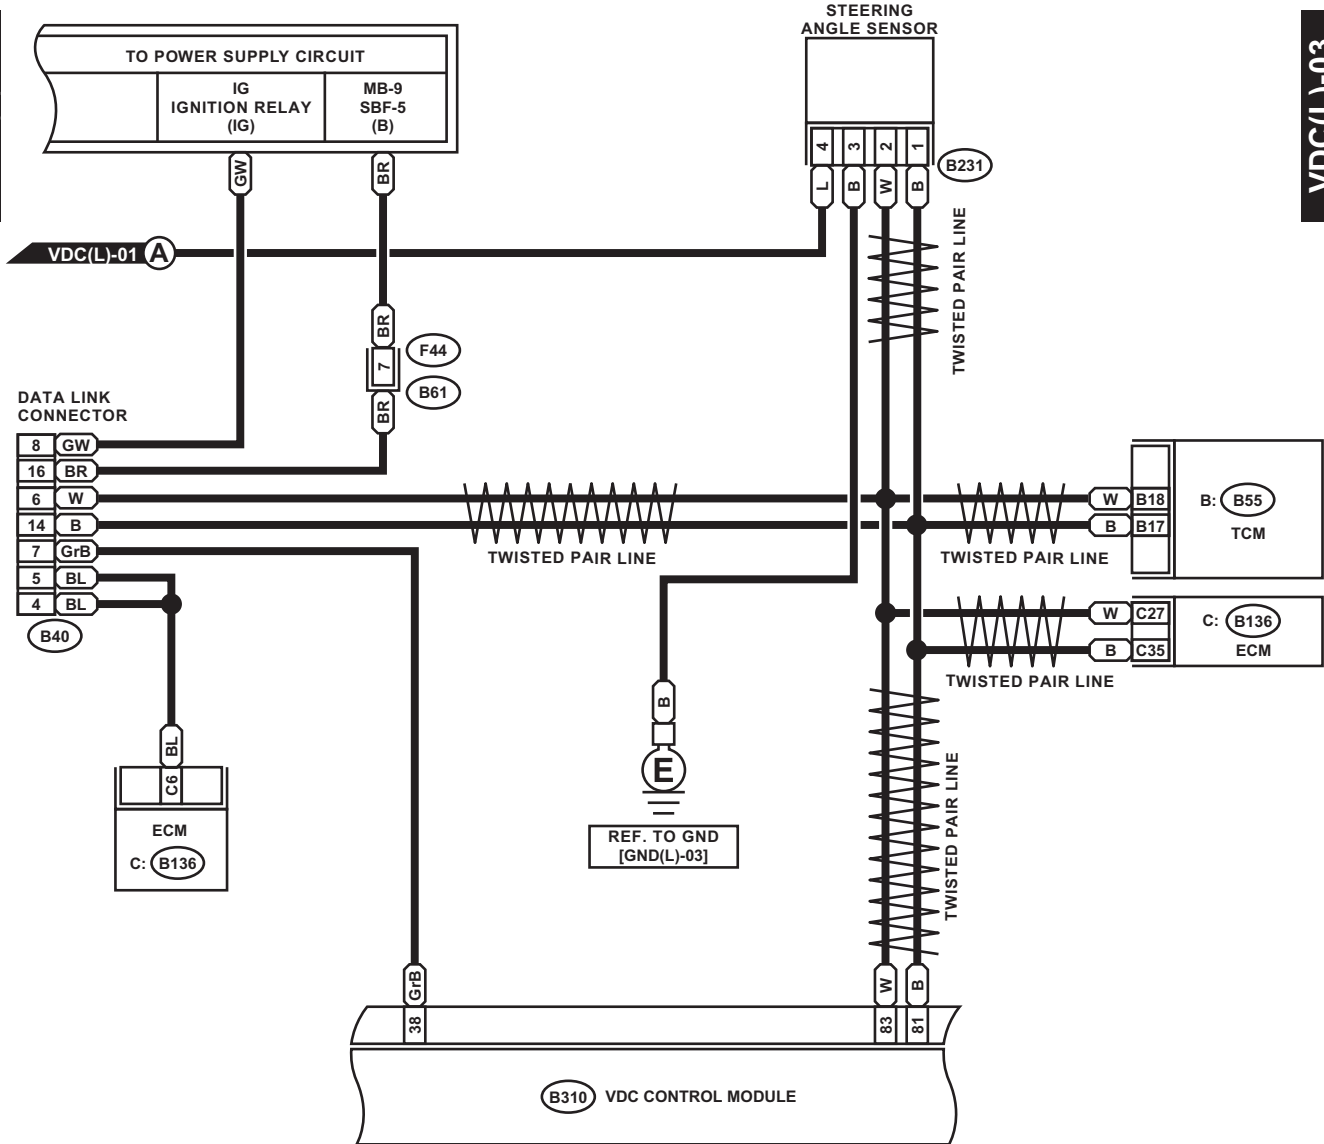 STEERING
ANGLE SENSOR
VDC(L)-03
TO POWER SUPPLY CIRCUIT
IG
IGNITION RELAY
(IG)
MB-9
SBF-5
(B)
4
3
2
1
B231
GW
BR
L
B
W
B
TWISTED PAIR LINE
VDC(L)-01
A
BR
7
F44
B61
BR
DATA LINK
CONNECTOR
8 GW
16 BR
6 W
14 B
7 GrB
5 BL
4 BL
B40
TWISTED PAIR LINE
TWISTED PAIR LINE
W B18
B B17
B: B55
TCM
W C27
B C35
C: B136
ECM
TWISTED PAIR LINE
BL
C6
ECM
C: B136
B
E
REF. TO GND
[GND(L)-03]
TWISTED PAIR LINE
GrB
W
B
38
83
81
B310 VDC CONTROL MODULE